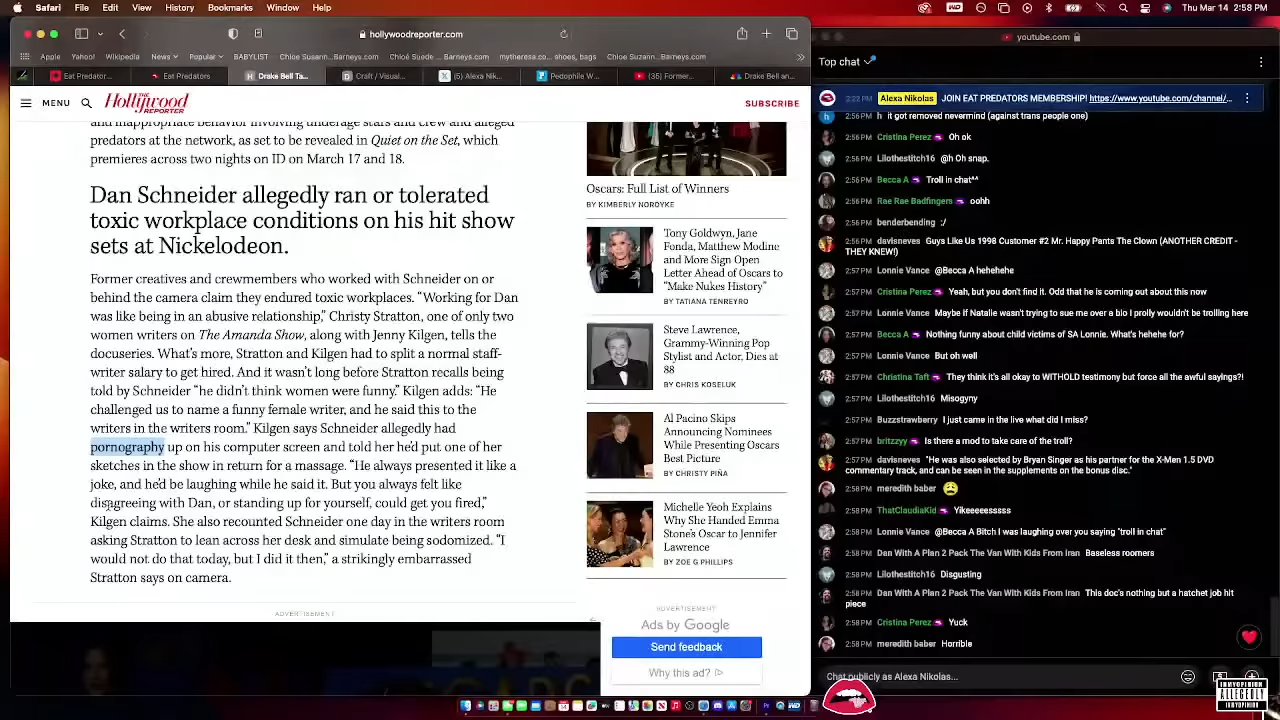 Safari File Edit View History Bookmarks Window Help
Thu Mar 14 2:58 PM
hollywoodreporter.com
youtube.com
Apple Yahoo! Wikipedia News Popular BABYLIST Chloe Susann...Barneys.com Chloé Suede ... Barneys.com mytheresa.co... shoes, bags Chloe Suzann...Barneys.com
Eat Predator... Eat Predators Drake Bell Ta... Craft / Visual... (5) Alexa Nik... Pedophile W... (35) Former... Drake Bell an...
MENU
THE
Hollywood
REPORTER
SUBSCRIBE
and inappropriate behavior involving underage stars and crew and alleged
predators at the network, as set to be revealed in Quiet on the Set, which
premieres across two nights on ID on March 17 and 18.
Dan Schneider allegedly ran or tolerated
toxic workplace conditions on his hit show
sets at Nickelodeon.
Former creatives and crewmembers who worked with Schneider on or
behind the camera claim they endured toxic workplaces. “Working for Dan
was like being in an abusive relationship,” Christy Stratton, one of only two
women writers on The Amanda Show, along with Jenny Kilgen, tells the
docuseries. What’s more, Stratton and Kilgen had to split a normal staff-
writer salary to get hired. And it wasn’t long before Stratton recalls being
told by Schneider “he didn’t think women were funny.” Kilgen adds: “He
challenged us to name a funny female writer, and he said this to the
writers in the writers room.” Kilgen says Schneider allegedly had
pornography up on his computer screen and told her he’d put one of her
sketches in the show in return for a massage. “He always presented it like a
joke, and he’d be laughing while he said it. But you always felt like
disagreeing with Dan, or standing up for yourself, could get you fired,”
Kilgen claims. She also recounted Schneider one day in the writers room
asking Stratton to lean across her desk and simulate being sodomized. “I
would not do that today, but I did it then,” a strikingly embarrassed
Stratton says on camera.
ADVERTISEMENT
Oscars: Full List of Winners
BY KIMBERLY NORDYKE
Tony Goldwyn, Jane
Fonda, Matthew Modine
and More Sign Open
Letter Ahead of Oscars to
“Make Nukes History”
BY TATIANA TENREYRO
Steve Lawrence,
Grammy-Winning Pop
Stylist and Actor, Dies at
88
BY CHRIS KOSELUK
Al Pacino Skips
Announcing Nominees
While Presenting Oscars
Best Picture
BY CHRISTY PIÑA
Michelle Yeoh Explains
Why She Handed Emma
Stone’s Oscar to Jennifer
Lawrence
BY ZOE G PHILLIPS
ADVERTISEMENT
Ads by Google
Send feedback
Why this ad?
Top chat
Alexa Nikolas JOIN EAT PREDATORS MEMBERSHIP! https://www.youtube.com/channel/...
2:56 PM h it got removed nevermind (against trans people one)
2:56 PM Cristina Perez Oh ok
2:56 PM Lilothestitch16 @h Oh snap.
2:56 PM Becca A Troll in chat^^
2:56 PM Rae Rae Badfingers oohh
2:56 PM benderbending :/
2:56 PM davisneves Guys Like Us 1998 Customer #2 Mr. Happy Pants The Clown (ANOTHER CREDIT -
THEY KNEW!)
2:57 PM Lonnie Vance @Becca A hehehehe
2:57 PM Cristina Perez Yeah, but you don't find it. Odd that he is coming out about this now
2:57 PM Lonnie Vance Maybe if Natalie wasn't trying to sue me over a bio I prolly wouldn't be trolling here
2:57 PM Becca A Nothing funny about child victims of SA Lonnie. What's hehehe for?
2:57 PM Lonnie Vance But oh well
2:57 PM Christina Taft They think it's all okay to WITHOLD testimony but force all the awful sayings?!
2:57 PM Lilothestitch16 Misogyny
2:57 PM Buzzstrawberry I just came in the live what did I miss?
2:57 PM britzzyy Is there a mod to take care of the troll?
2:57 PM davisneves "He was also selected by Bryan Singer as his partner for the X-Men 1.5 DVD
commentary track, and can be seen in the supplements on the bonus disc."
2:58 PM meredith baber 😩
2:58 PM ThatClaudiaKid Yikeeeeesssss
2:58 PM Lonnie Vance @Becca A Bitch I was laughing over you saying "troll in chat"
2:58 PM Dan With A Plan 2 Pack The Van With Kids From Iran Baseless roomers
2:58 PM Lilothestitch16 Disgusting
2:58 PM Dan With A Plan 2 Pack The Van With Kids From Iran This doc's nothing but a hatchet job hit
piece
2:58 PM Cristina Perez Yuck
2:58 PM meredith baber Horrible
Chat publicly as Alexa Nikolas...
INMYOPINION
ALLEGEDLY
INMYOPINION